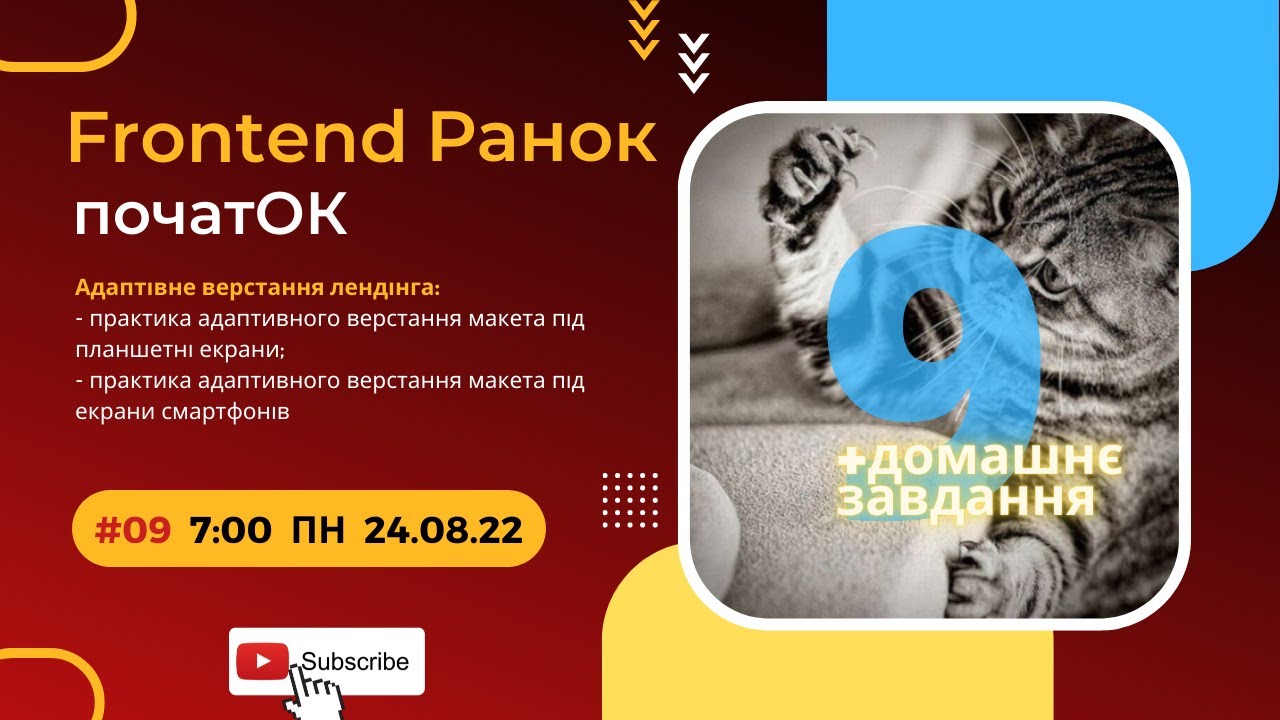 Frontend Ранок
початОК
Адаптівне верстання лендінга:
- практика адаптивного верстання макета під
планшетні екрани;
- практика адаптивного верстання макета під
екрани смартфонів
#09 7:00 ПН 24.08.22
9
+домашнє
завдання
Subscribe